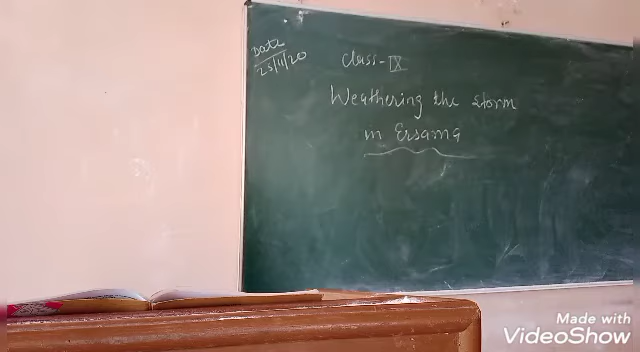 Date
25/11/20
Class - IX
Weathering the storm
in Ersama
Made with
VideoShow